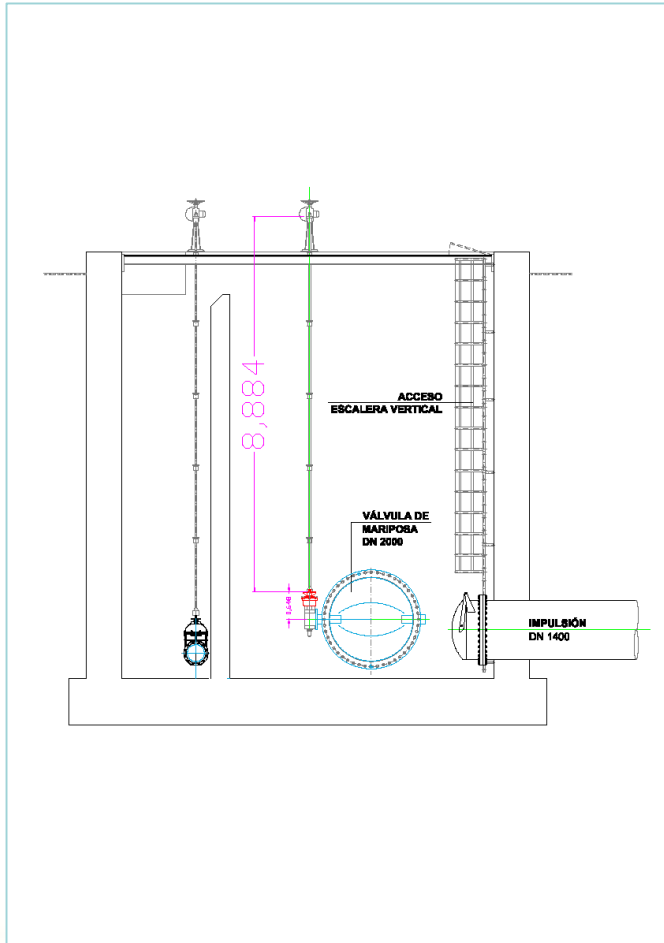 8,884
ACCESO
ESCALERA VERTICAL
VÁLVULA DE
MARIPOSA
DN 2000
IMPULSIÓN
DN 1400